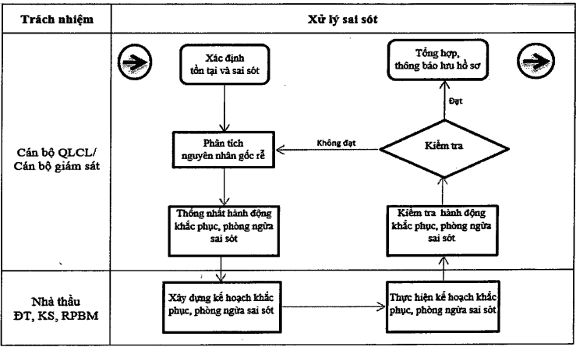 Trách nhiệm
Xử lý sai sót
Xác định
tồn tại và sai sót
Tổng hợp,
thông báo lưu hồ sơ
Đạt
Cán bộ QLCL/
Cán bộ giám sát
Phân tích
nguyên nhân gốc rễ
Không đạt
Kiểm tra
Thống nhất hành động
khắc phục, phòng ngừa
sai sót
Kiểm tra hành động
khắc phục, phòng ngừa
sai sót
Nhà thầu
ĐT, KS, RPBM
Xây dựng kế hoạch khắc
phục, phòng ngừa sai sót
Thực hiện kế hoạch khắc
phục, phòng ngừa sai sót